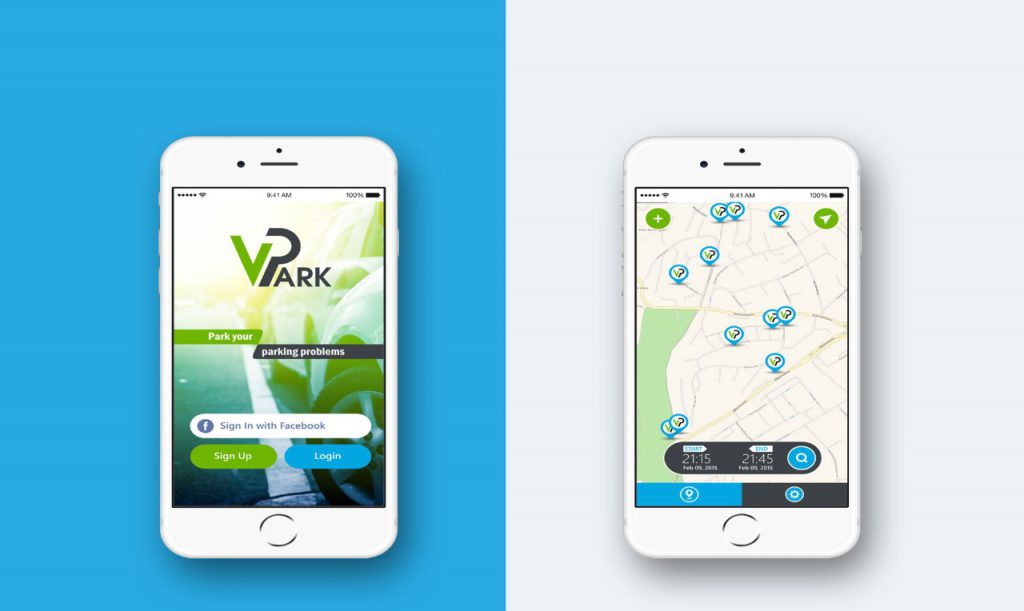 9:41 AM 100%
VPARK
Park your
parking problems
f Sign In with Facebook
Sign Up Login
9:41 AM 100%
START END
21:15 21:45
Feb 09, 2015 Feb 09, 2015